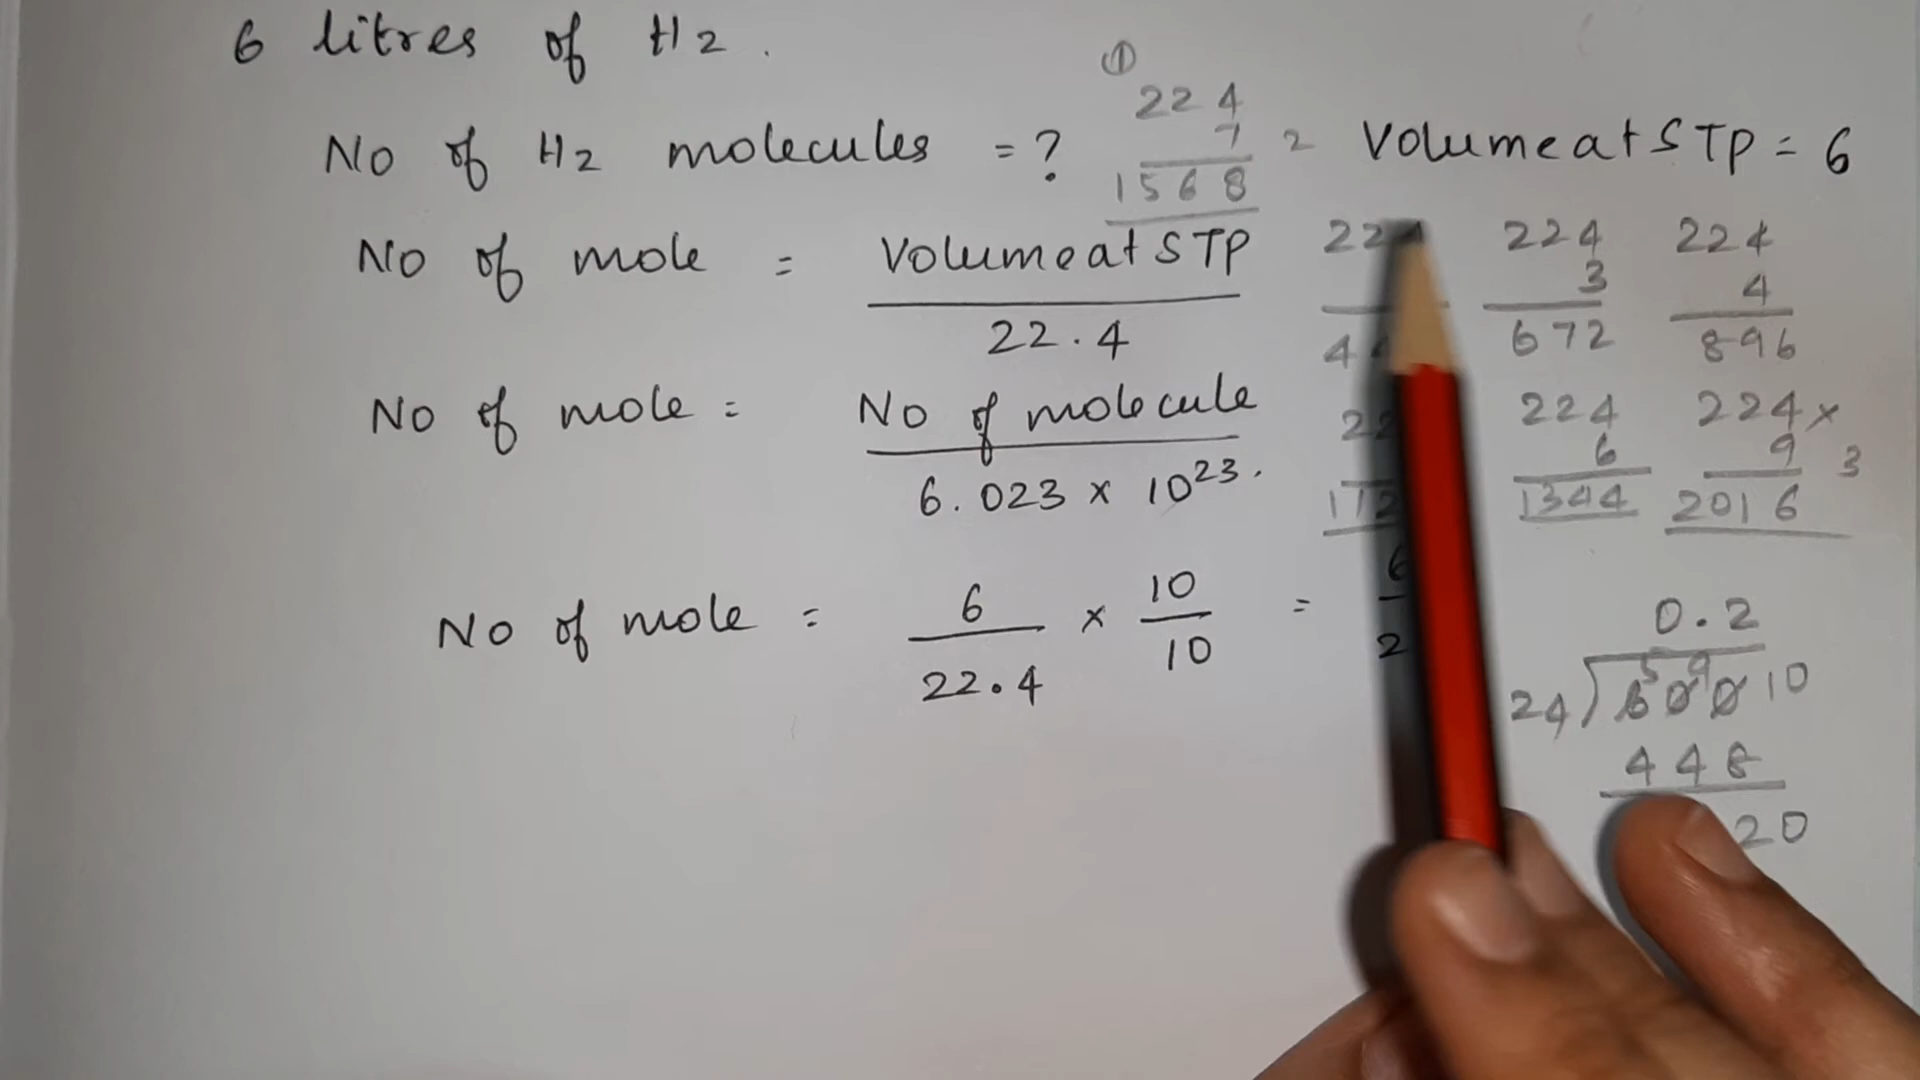 6 litres of H2.
No of H2 molecules = ?
①
224
7
1568
2
Volume at STP = 6
No of mole = Volume at STP
22.4
224
3
672
224
4
896
No of mole = No of molecule
6.023 x 10^23.
224
6
1344
224 x
9
3
2016
No of mole = 6/22.4 x 10/10 =
0.2
24) 600
5 9 10
448
20